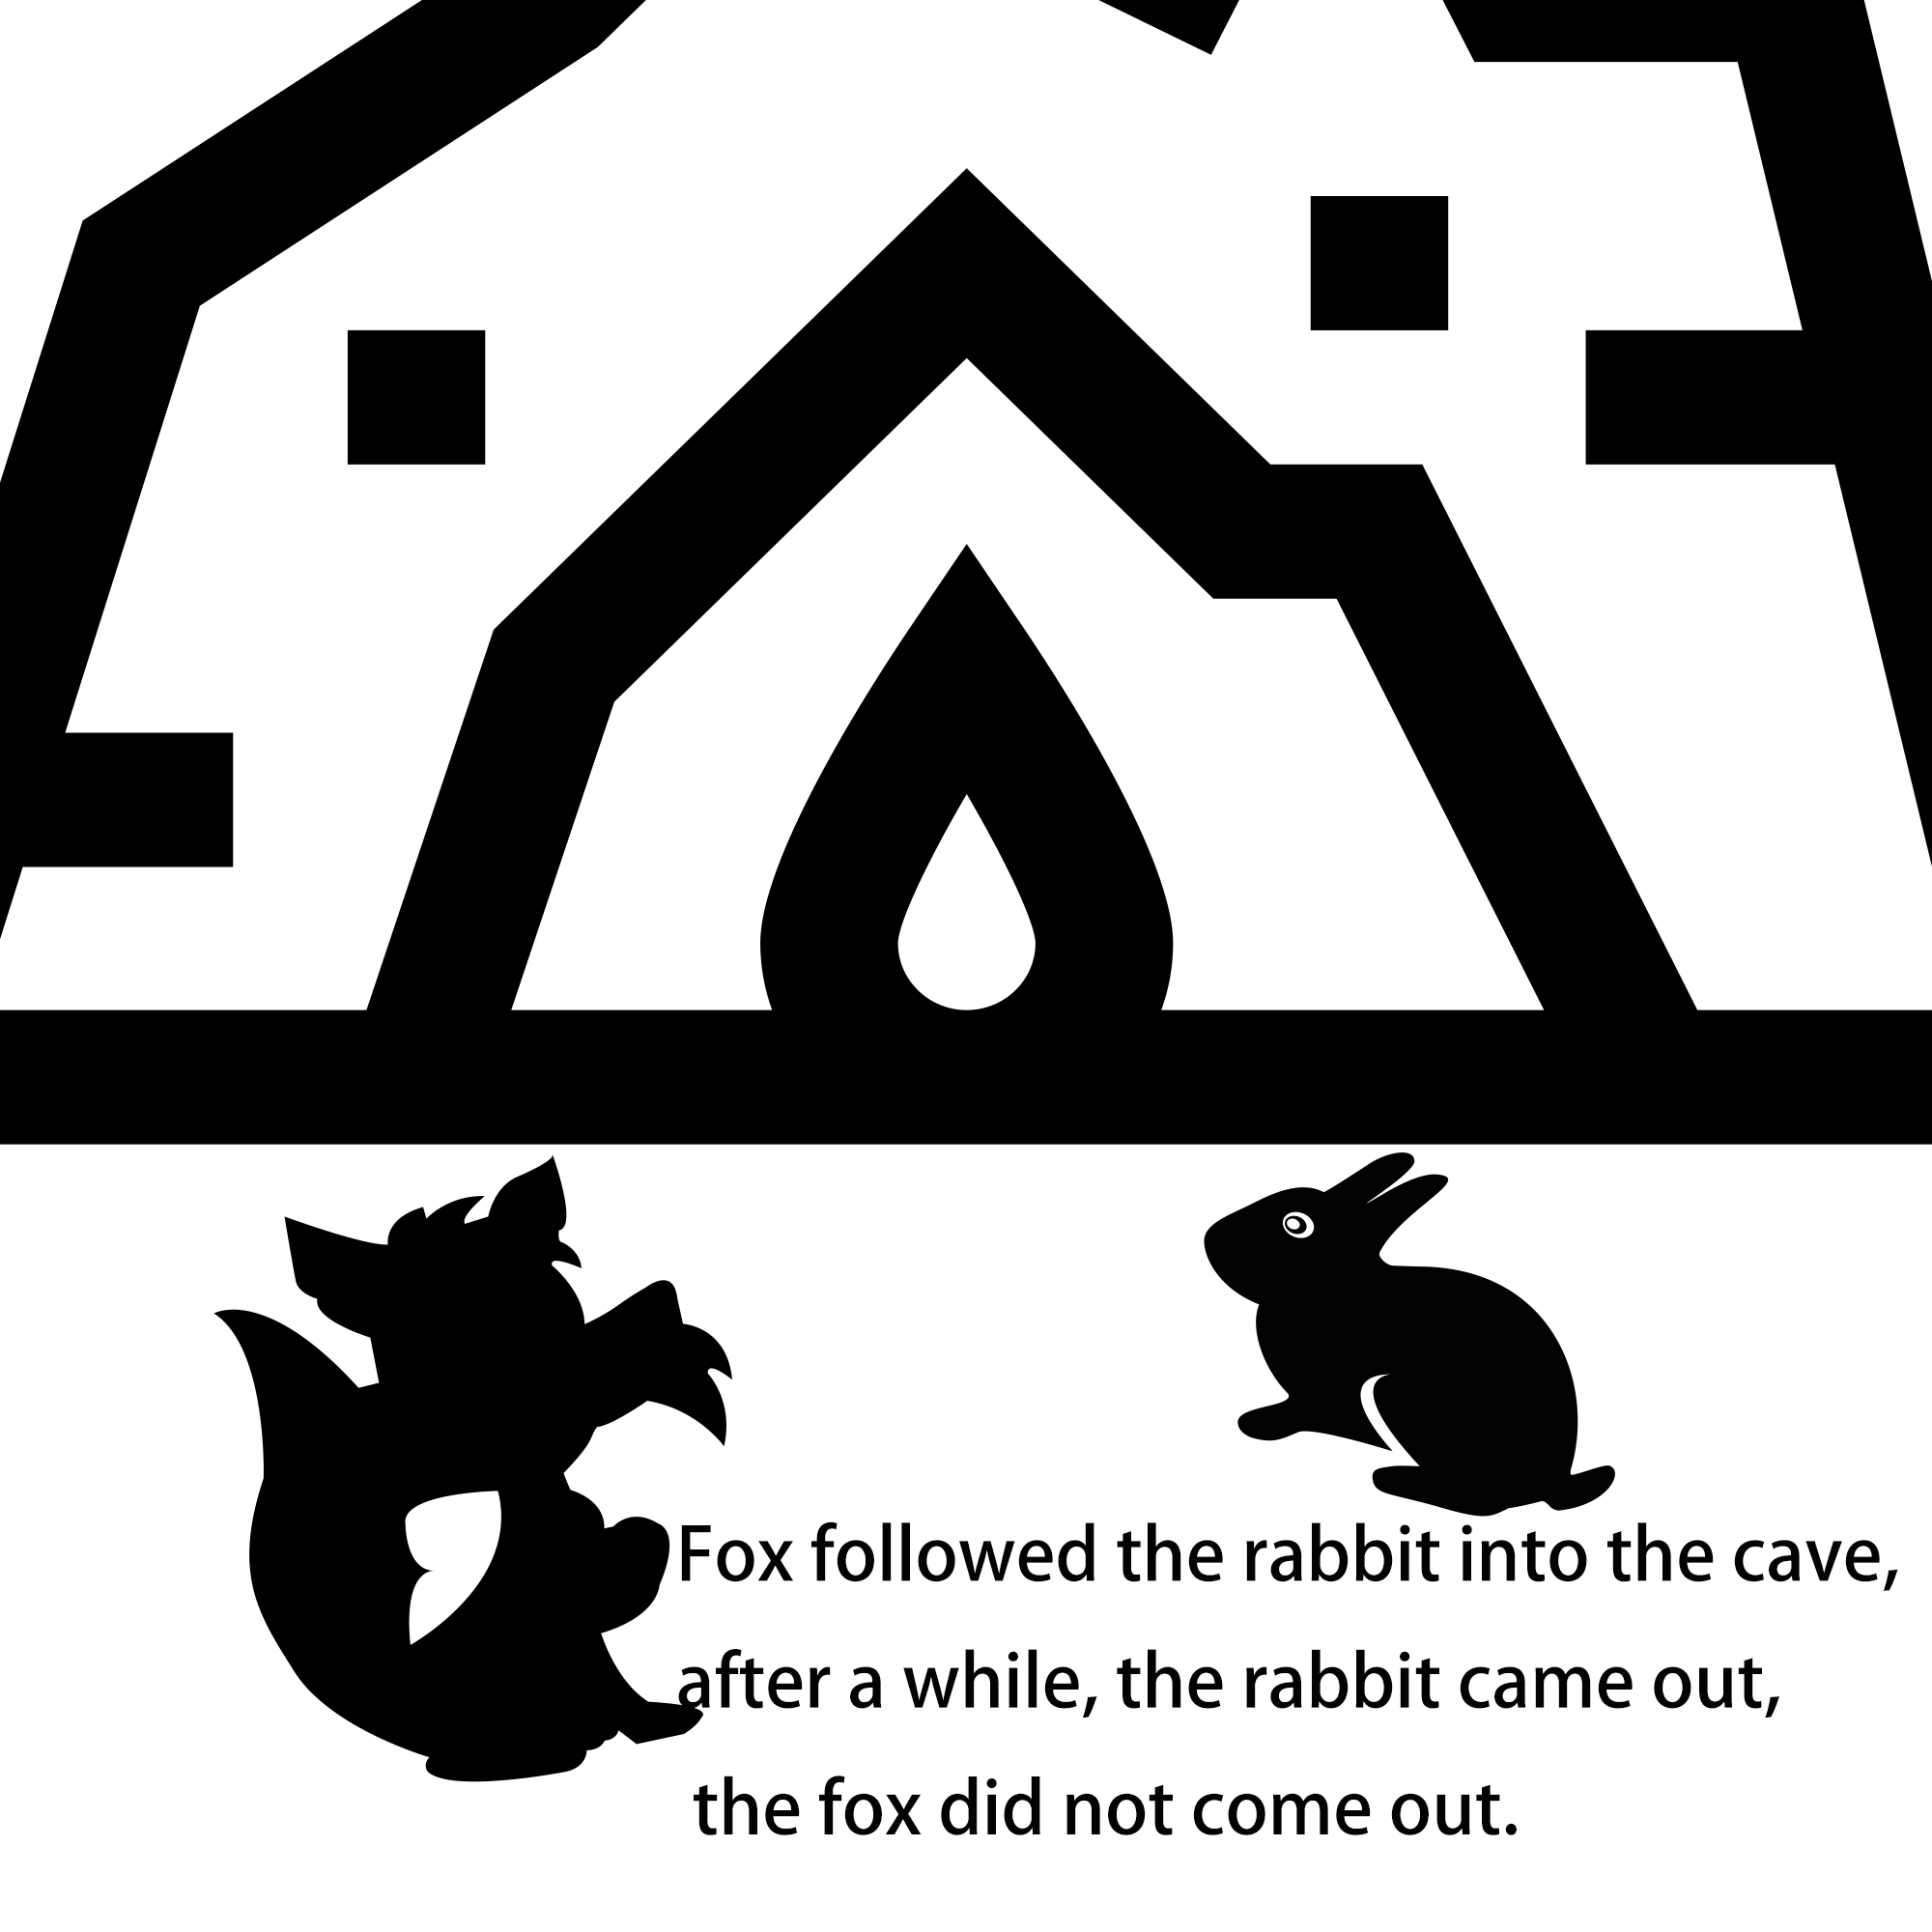 Fox followed the rabbit into the cave,
after a while, the rabbit came out,
the fox did not come out.